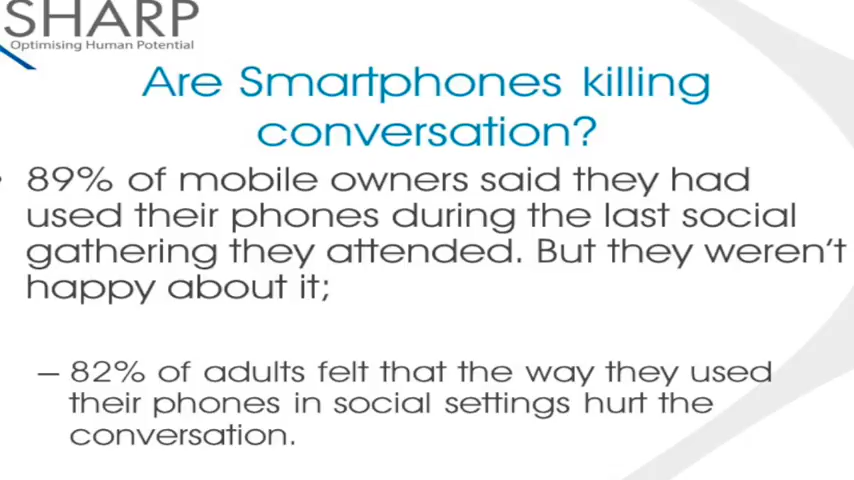 SHARP
Optimising Human Potential
Are Smartphones killing
conversation?
89% of mobile owners said they had
used their phones during the last social
gathering they attended. But they weren't
happy about it;
– 82% of adults felt that the way they used
their phones in social settings hurt the
conversation.